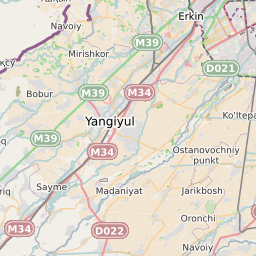 Erkin
Navoiy
M39
Mirishkor
D021
Bobur
M39
M34
Ko'ltepa
Yangiyul
M39
M34
Ostanovochniy
punkt
Sayme
Madaniyat
Jarikbosh
Oronchi
M34
D022
Navoiy